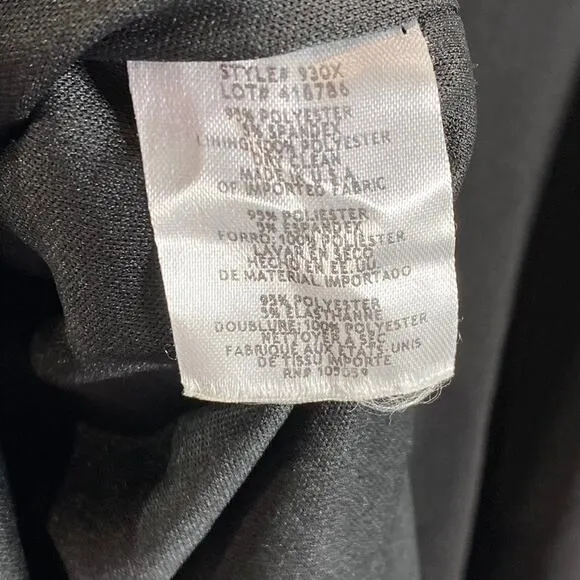 STYLE# 930X
LOT# 418786
95% POLYESTER
5% SPANDEX
LINING: 100% POLYESTER
DRY CLEAN
MADE IN U.S.A
OF IMPORTED FABRIC
95% POLIESTER
5% ESPANDEX
FORRO: 100% POLIESTER
LAVAR EN SECO
HECHO EN EE.UU.
DE MATERIAL IMPORTADO
95% POLYESTER
5% ELASTHANNE
DOUBLURE: 100% POLYESTER
NETTOYER A SEC
FABRIQUE AUX ETATS UNIS
DE TISSU IMPORTE
RN# 105059